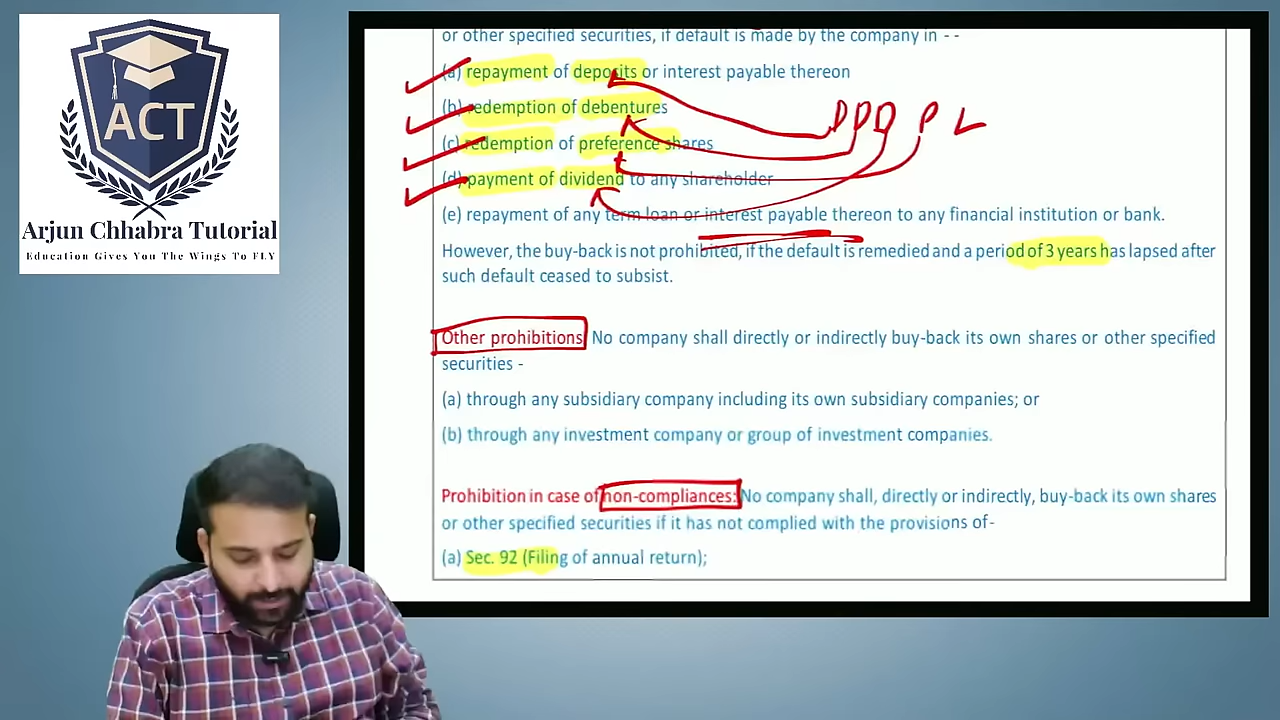 ACT
Arjun Chhabra Tutorial
Education Gives You The Wings To FLY
or other specified securities, if default is made by the company in - -
(a) repayment of deposits or interest payable thereon
(b) redemption of debentures
(c) redemption of preference shares
(d) payment of dividend to any shareholder
(e) repayment of any term loan or interest payable thereon to any financial institution or bank.
However, the buy-back is not prohibited, if the default is remedied and a period of 3 years has lapsed after
such default ceased to subsist.
Other prohibitions No company shall directly or indirectly buy-back its own shares or other specified
securities -
(a) through any subsidiary company including its own subsidiary companies; or
(b) through any investment company or group of investment companies.
Prohibition in case of non-compliances: No company shall, directly or indirectly, buy-back its own shares
or other specified securities if it has not complied with the provisions of-
(a) Sec. 92 (Filing of annual return);